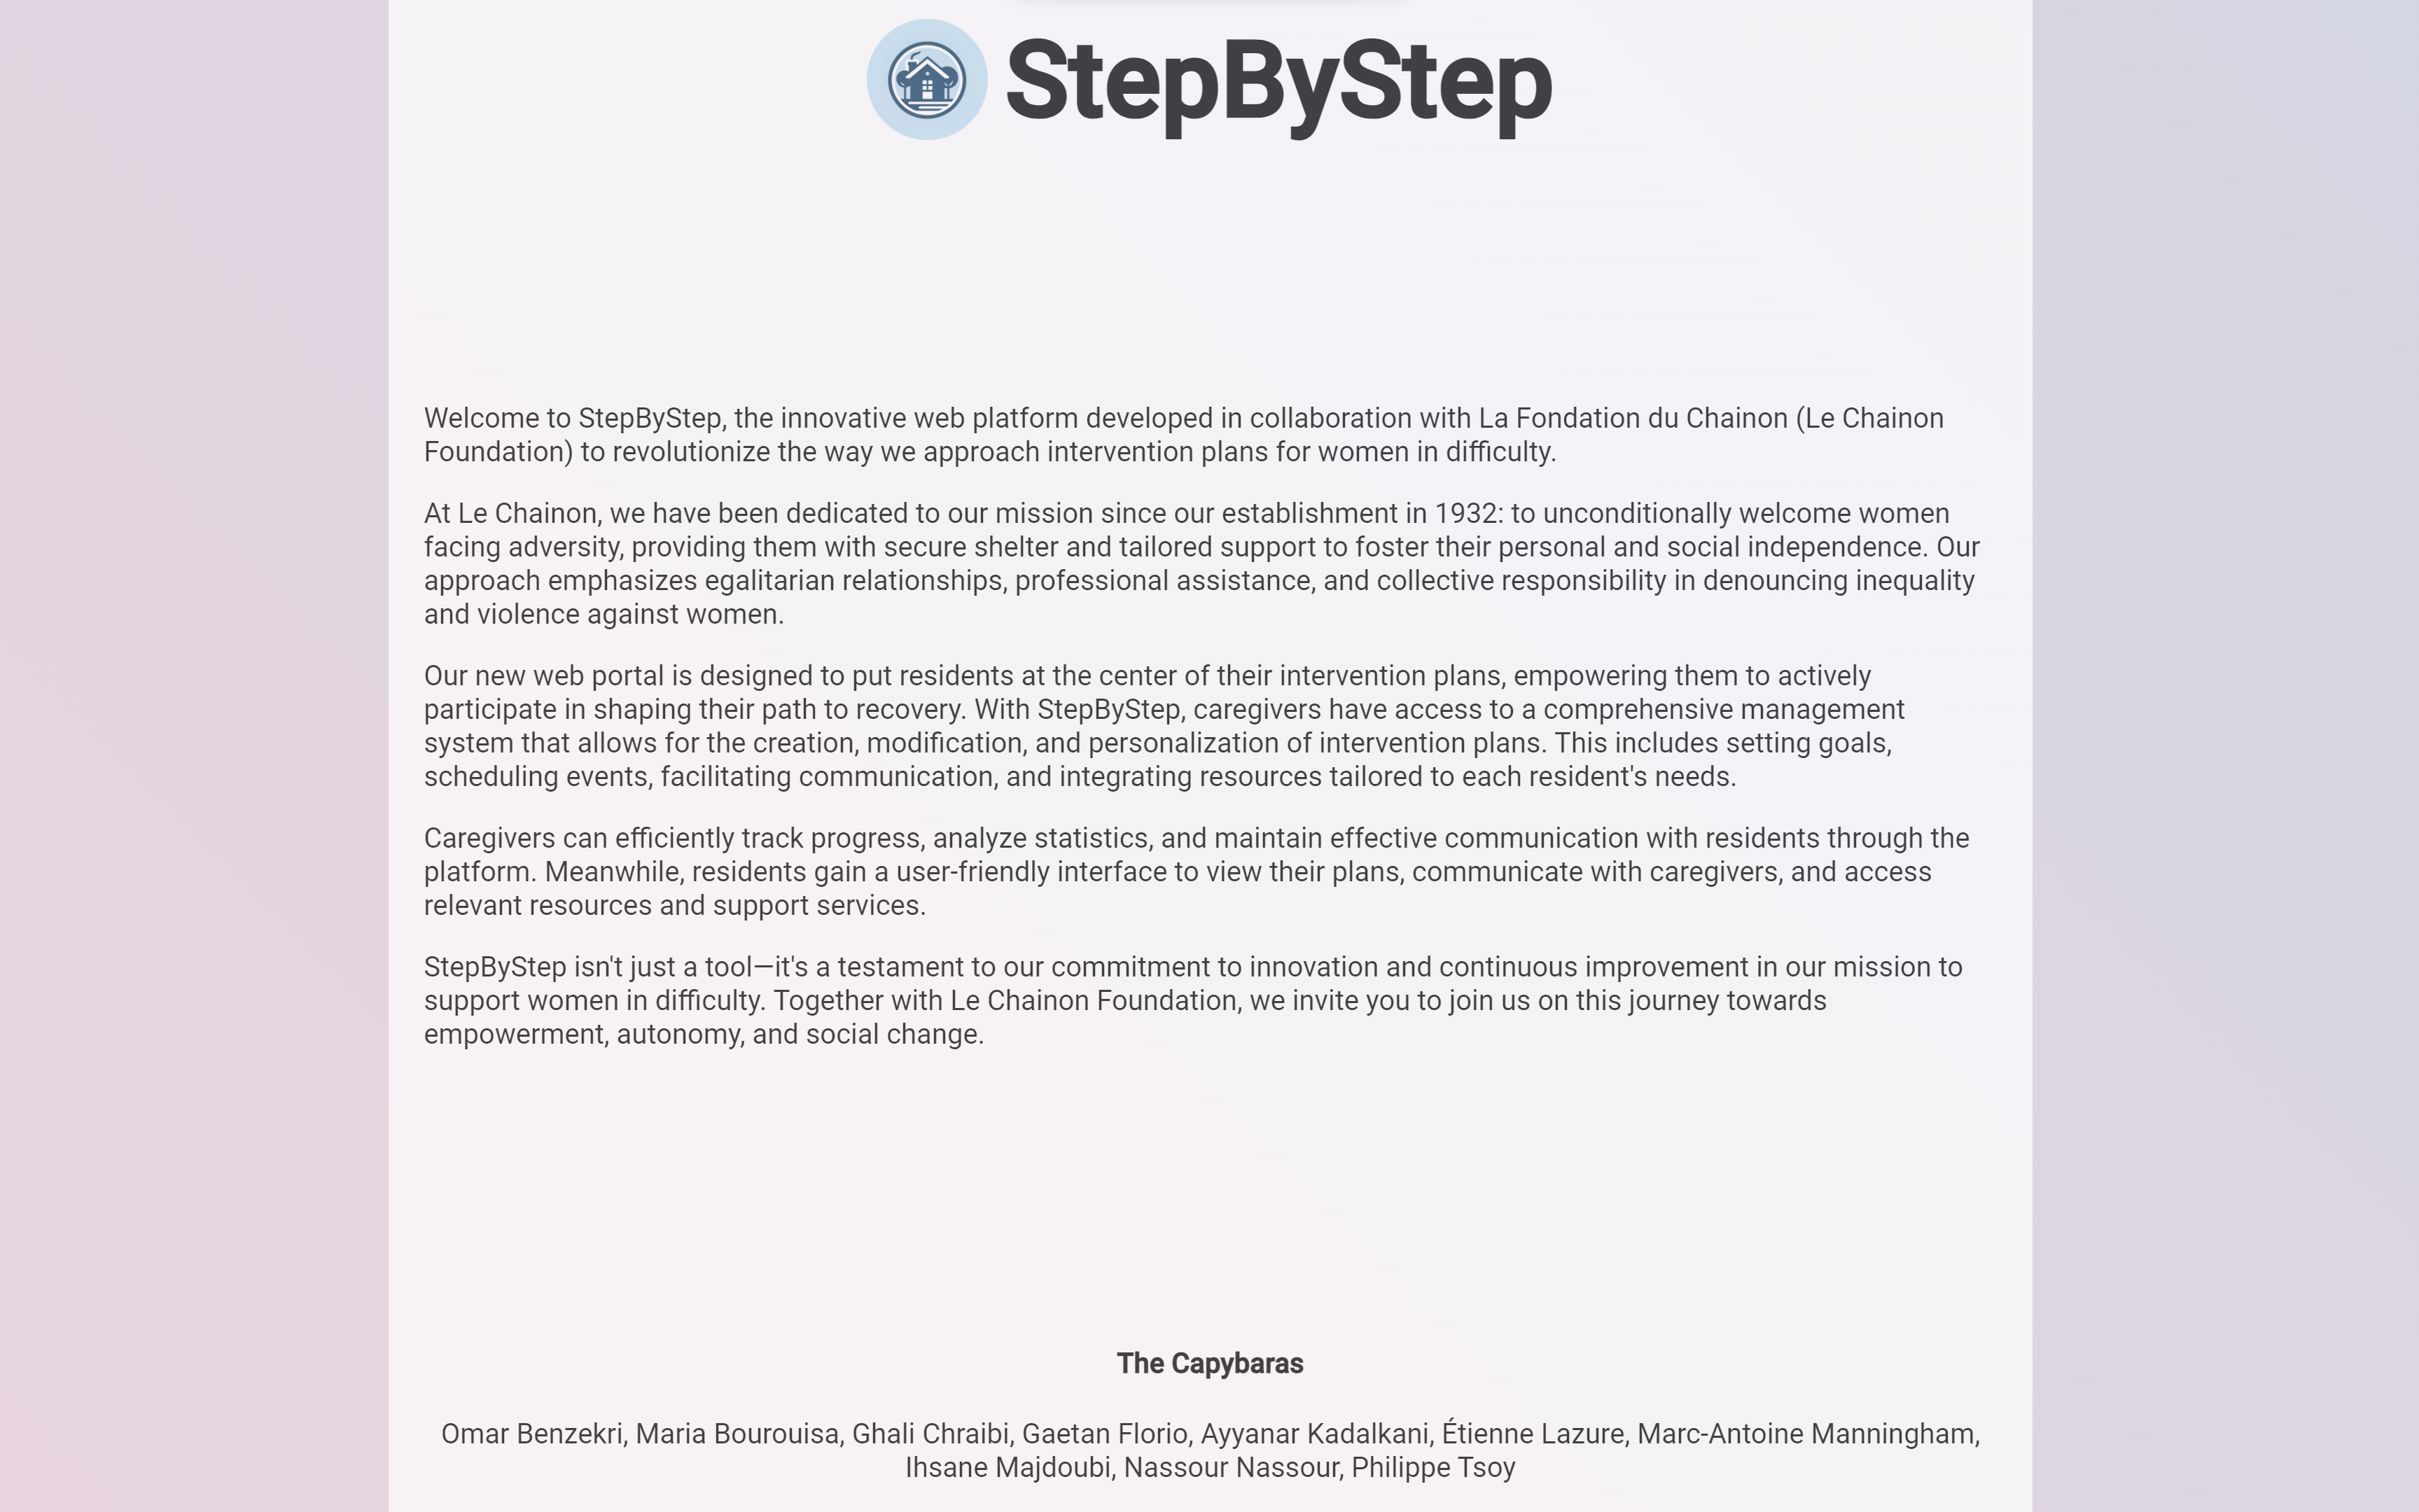 StepByStep
Welcome to StepByStep, the innovative web platform developed in collaboration with La Fondation du Chainon (Le Chainon
Foundation) to revolutionize the way we approach intervention plans for women in difficulty.
At Le Chainon, we have been dedicated to our mission since our establishment in 1932: to unconditionally welcome women
facing adversity, providing them with secure shelter and tailored support to foster their personal and social independence. Our
approach emphasizes egalitarian relationships, professional assistance, and collective responsibility in denouncing inequality
and violence against women.
Our new web portal is designed to put residents at the center of their intervention plans, empowering them to actively
participate in shaping their path to recovery. With StepByStep, caregivers have access to a comprehensive management
system that allows for the creation, modification, and personalization of intervention plans. This includes setting goals,
scheduling events, facilitating communication, and integrating resources tailored to each resident's needs.
Caregivers can efficiently track progress, analyze statistics, and maintain effective communication with residents through the
platform. Meanwhile, residents gain a user-friendly interface to view their plans, communicate with caregivers, and access
relevant resources and support services.
StepByStep isn't just a tool—it's a testament to our commitment to innovation and continuous improvement in our mission to
support women in difficulty. Together with Le Chainon Foundation, we invite you to join us on this journey towards
empowerment, autonomy, and social change.
The Capybaras
Omar Benzekri, Maria Bourouisa, Ghali Chraibi, Gaetan Florio, Ayyanar Kadalkani, Étienne Lazure, Marc-Antoine Manningham,
Ihsane Majdoubi, Nassour Nassour, Philippe Tsoy